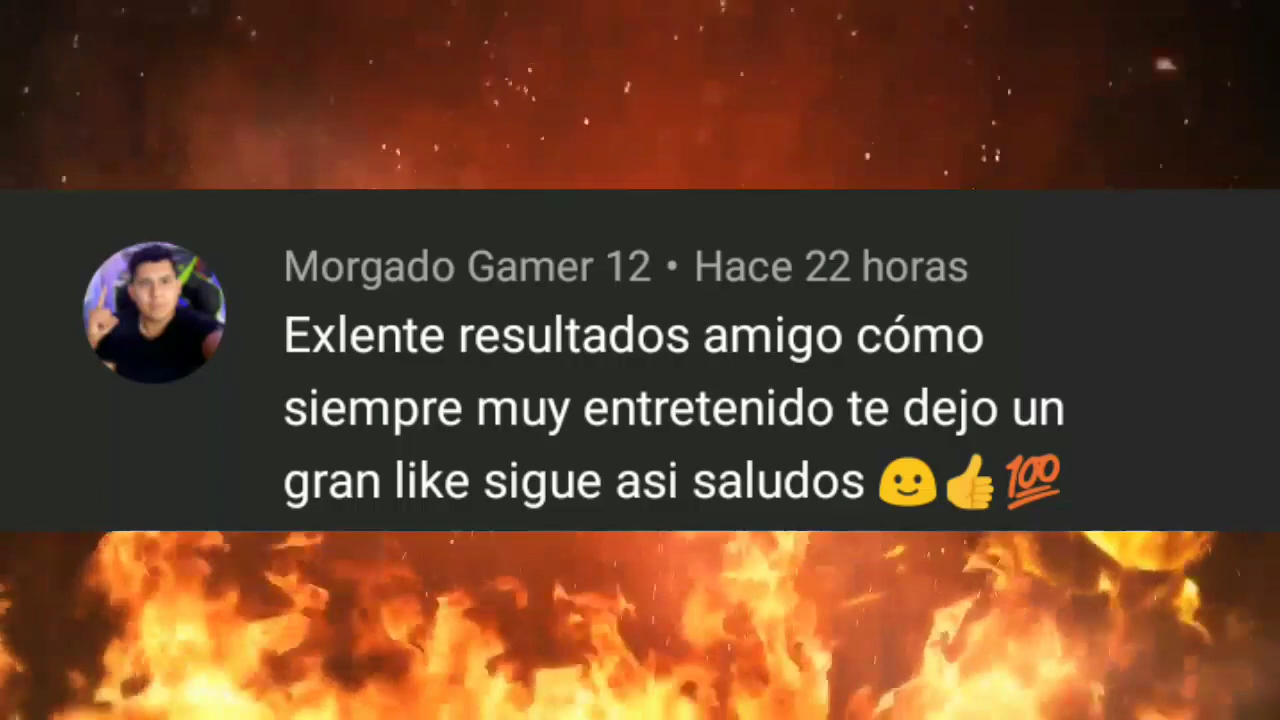 Morgado Gamer 12 • Hace 22 horas
Exlente resultados amigo cómo
siempre muy entretenido te dejo un
gran like sigue asi saludos 🙂👍💯